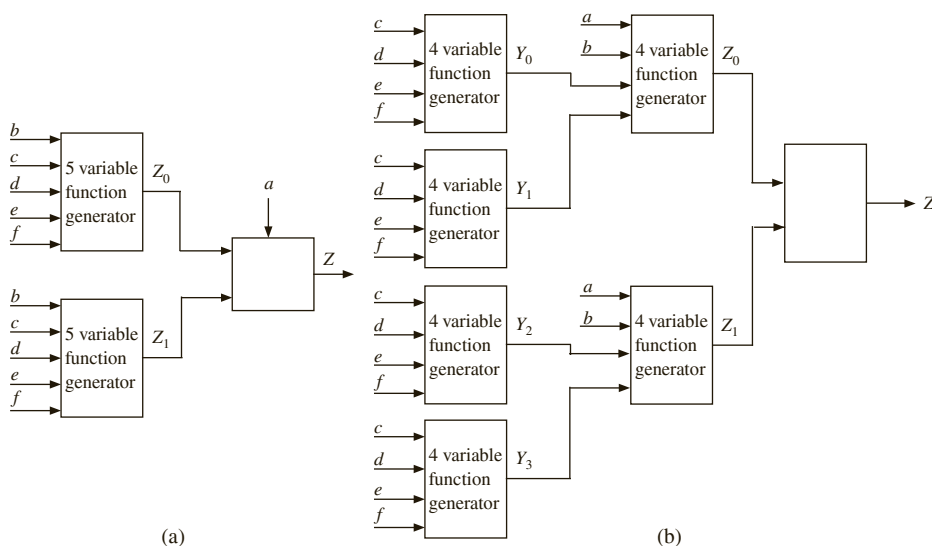 b
c
d
e
f
5 variable
function
generator
Z₀
b
c
d
e
f
5 variable
function
generator
Z₁
a
Z
(a)
c
d
e
f
4 variable
function
generator
Y₀
c
d
e
f
4 variable
function
generator
Y₁
a
b
4 variable
function
generator
Z₀
c
d
e
f
4 variable
function
generator
Y₂
c
d
e
f
4 variable
function
generator
Y₃
a
b
4 variable
function
generator
Z₁
Z
(b)